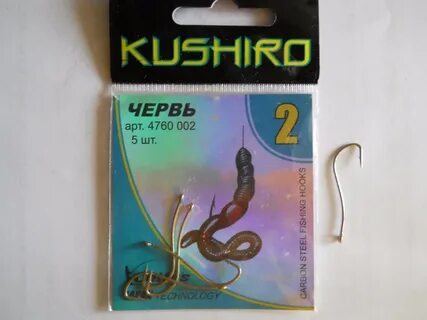 KUSHIRO
ЧЕРВЬ
арт. 4760 002
5 шт.
2
CARBON STEEL FISHING HOOKS
TECHNOLOGY